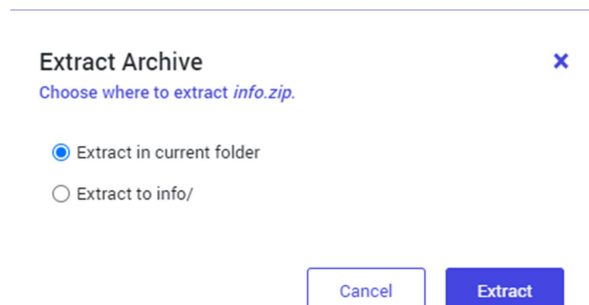 Extract Archive
Choose where to extract info.zip.
Extract in current folder
Extract to info/
Cancel
Extract